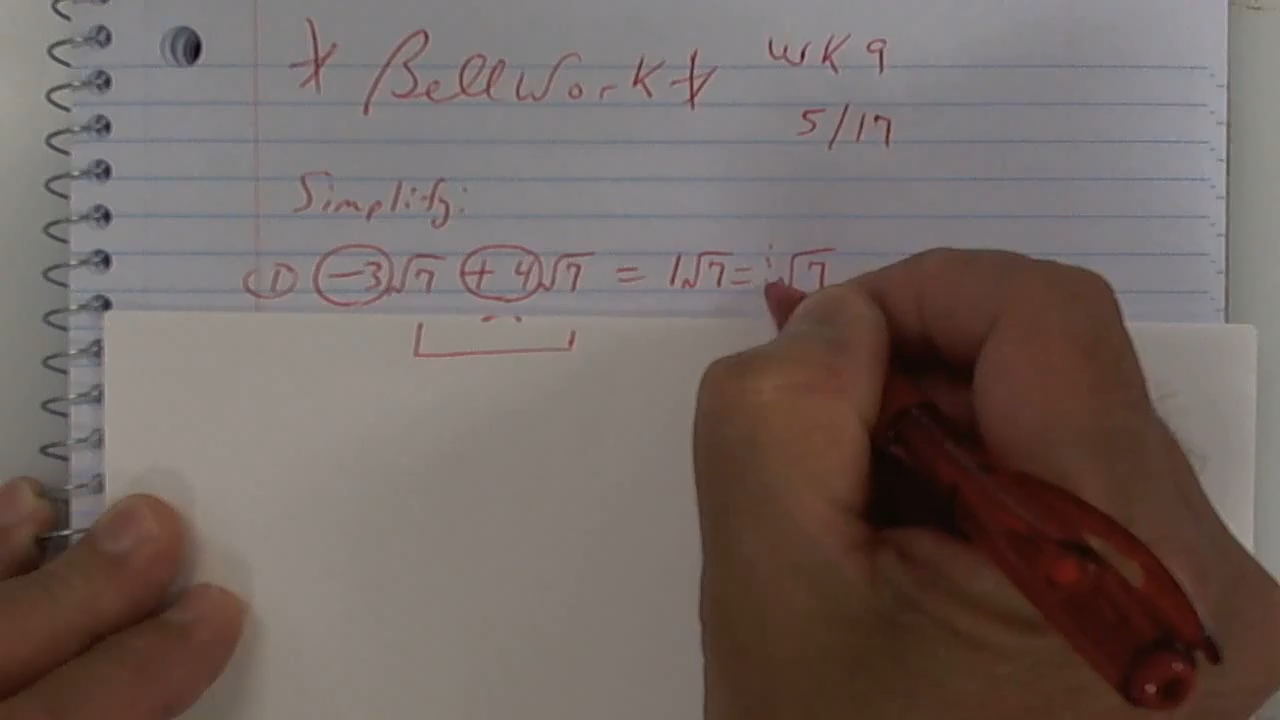 * BellWork * WK 9
5/17
Simplify:
① -3√7 + 4√7 = 1√7 = √7